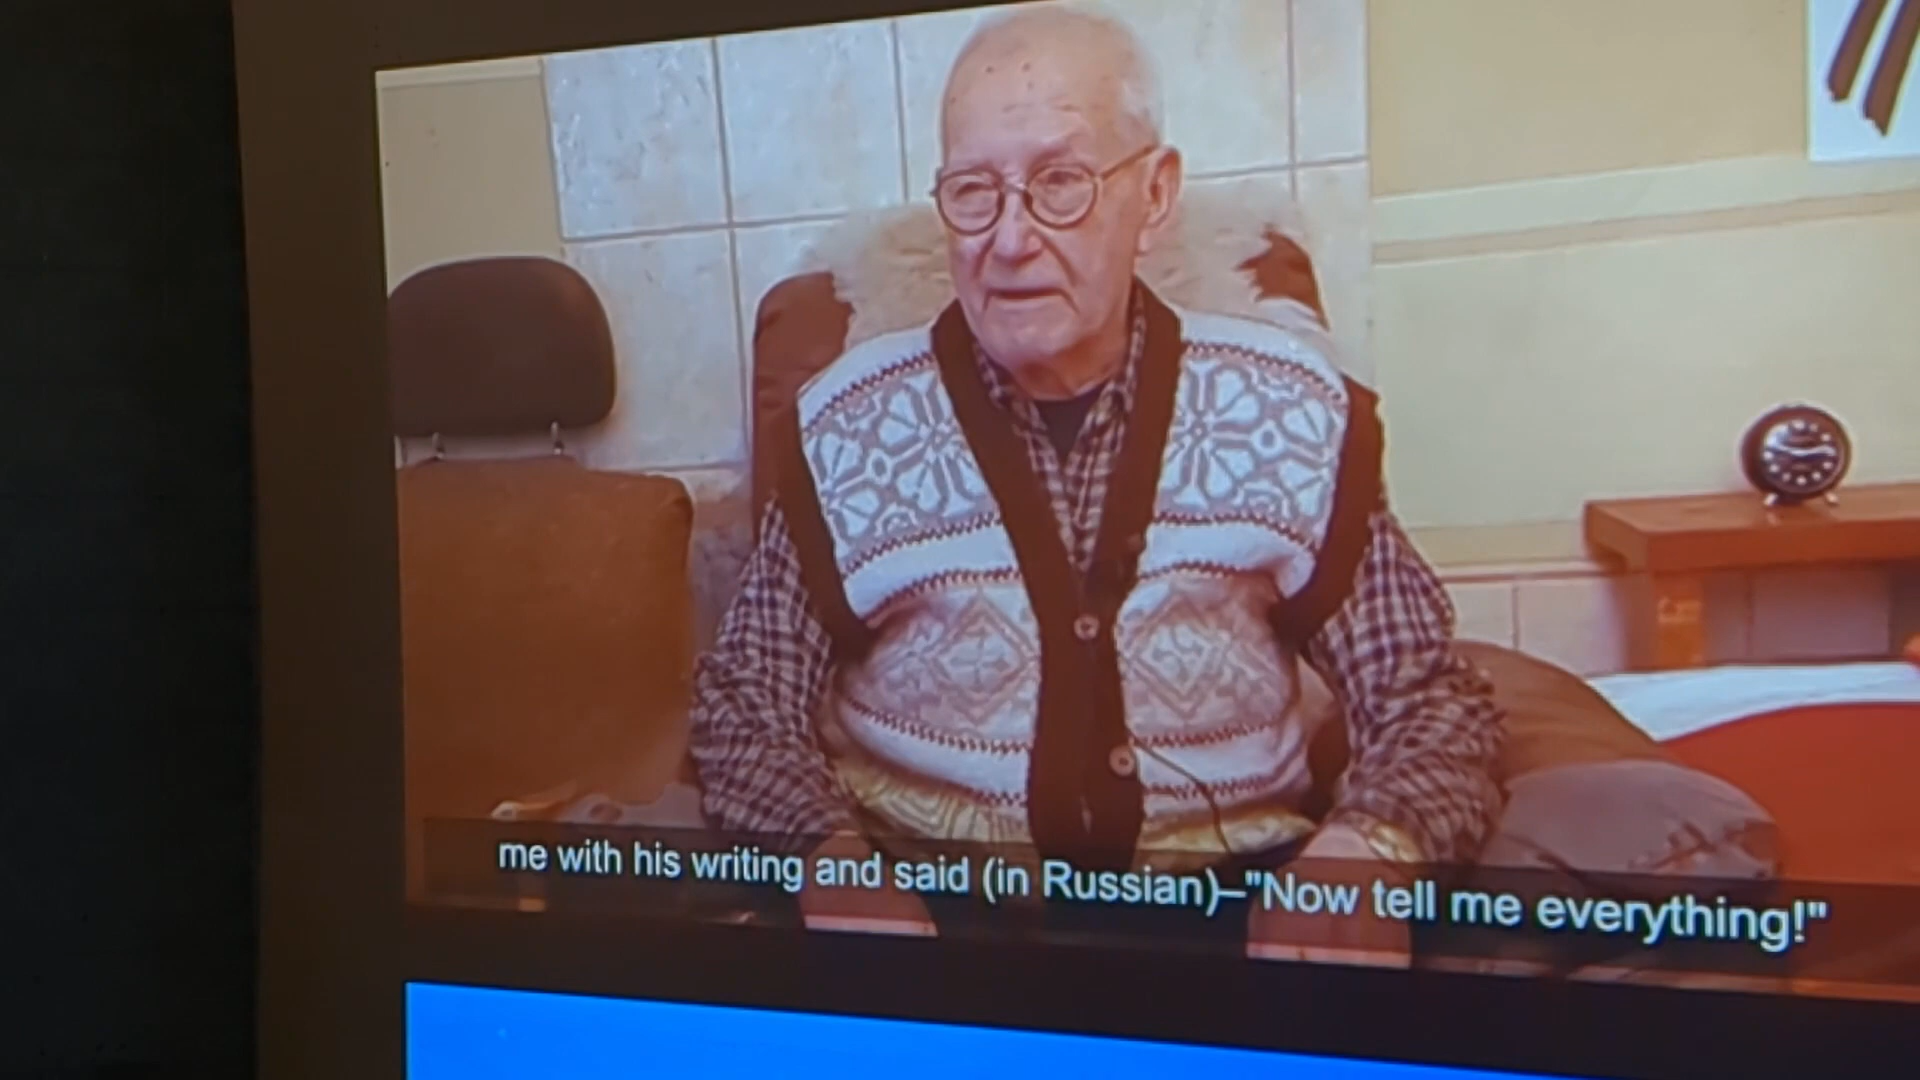 me with his writing and said (in Russian)–"Now tell me everything!"